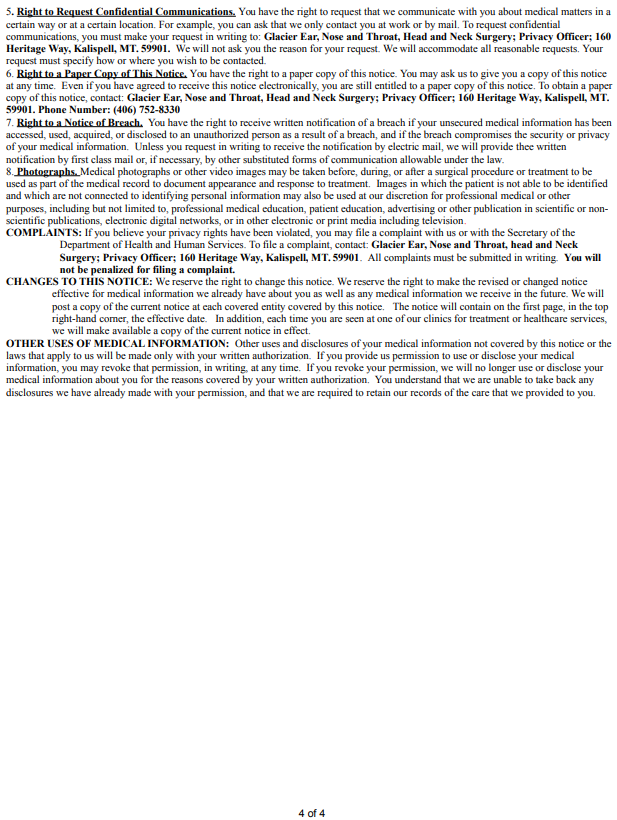 5. Right to Request Confidential Communications. You have the right to request that we communicate with you about medical matters in a
certain way or at a certain location. For example, you can ask that we only contact you at work or by mail. To request confidential
communications, you must make your request in writing to: Glacier Ear, Nose and Throat, Head and Neck Surgery; Privacy Officer; 160
Heritage Way, Kalispell, MT. 59901. We will not ask you the reason for your request. We will accommodate all reasonable requests. Your
request must specify how or where you wish to be contacted.
6. Right to a Paper Copy of This Notice. You have the right to a paper copy of this notice. You may ask us to give you a copy of this notice
at any time. Even if you have agreed to receive this notice electronically, you are still entitled to a paper copy of this notice. To obtain a paper
copy of this notice, contact: Glacier Ear, Nose and Throat, Head and Neck Surgery; Privacy Officer; 160 Heritage Way, Kalispell, MT.
59901. Phone Number: (406) 752-8330
7. Right to a Notice of Breach. You have the right to receive written notification of a breach if your unsecured medical information has been
accessed, used, acquired, or disclosed to an unauthorized person as a result of a breach, and if the breach compromises the security or privacy
of your medical information. Unless you request in writing to receive the notification by electric mail, we will provide thee written
notification by first class mail or, if necessary, by other substituted forms of communication allowable under the law.
8. Photographs. Medical photographs or other video images may be taken before, during, or after a surgical procedure or treatment to be
used as part of the medical record to document appearance and response to treatment. Images in which the patient is not able to be identified
and which are not connected to identifying personal information may also be used at our discretion for professional medical or other
purposes, including but not limited to, professional medical education, patient education, advertising or other publication in scientific or non-
scientific publications, electronic digital networks, or in other electronic or print media including television.
COMPLAINTS: If you believe your privacy rights have been violated, you may file a complaint with us or with the Secretary of the
Department of Health and Human Services. To file a complaint, contact: Glacier Ear, Nose and Throat, head and Neck
Surgery; Privacy Officer; 160 Heritage Way, Kalispell, MT. 59901. All complaints must be submitted in writing. You will
not be penalized for filing a complaint.
CHANGES TO THIS NOTICE: We reserve the right to change this notice. We reserve the right to make the revised or changed notice
effective for medical information we already have about you as well as any medical information we receive in the future. We will
post a copy of the current notice at each covered entity covered by this notice. The notice will contain on the first page, in the top
right-hand corner, the effective date. In addition, each time you are seen at one of our clinics for treatment or healthcare services,
we will make available a copy of the current notice in effect.
OTHER USES OF MEDICAL INFORMATION: Other uses and disclosures of your medical information not covered by this notice or the
laws that apply to us will be made only with your written authorization. If you provide us permission to use or disclose your medical
information, you may revoke that permission, in writing, at any time. If you revoke your permission, we will no longer use or disclose your
medical information about you for the reasons covered by your written authorization. You understand that we are unable to take back any
disclosures we have already made with your permission, and that we are required to retain our records of the care that we provided to you.
4 of 4